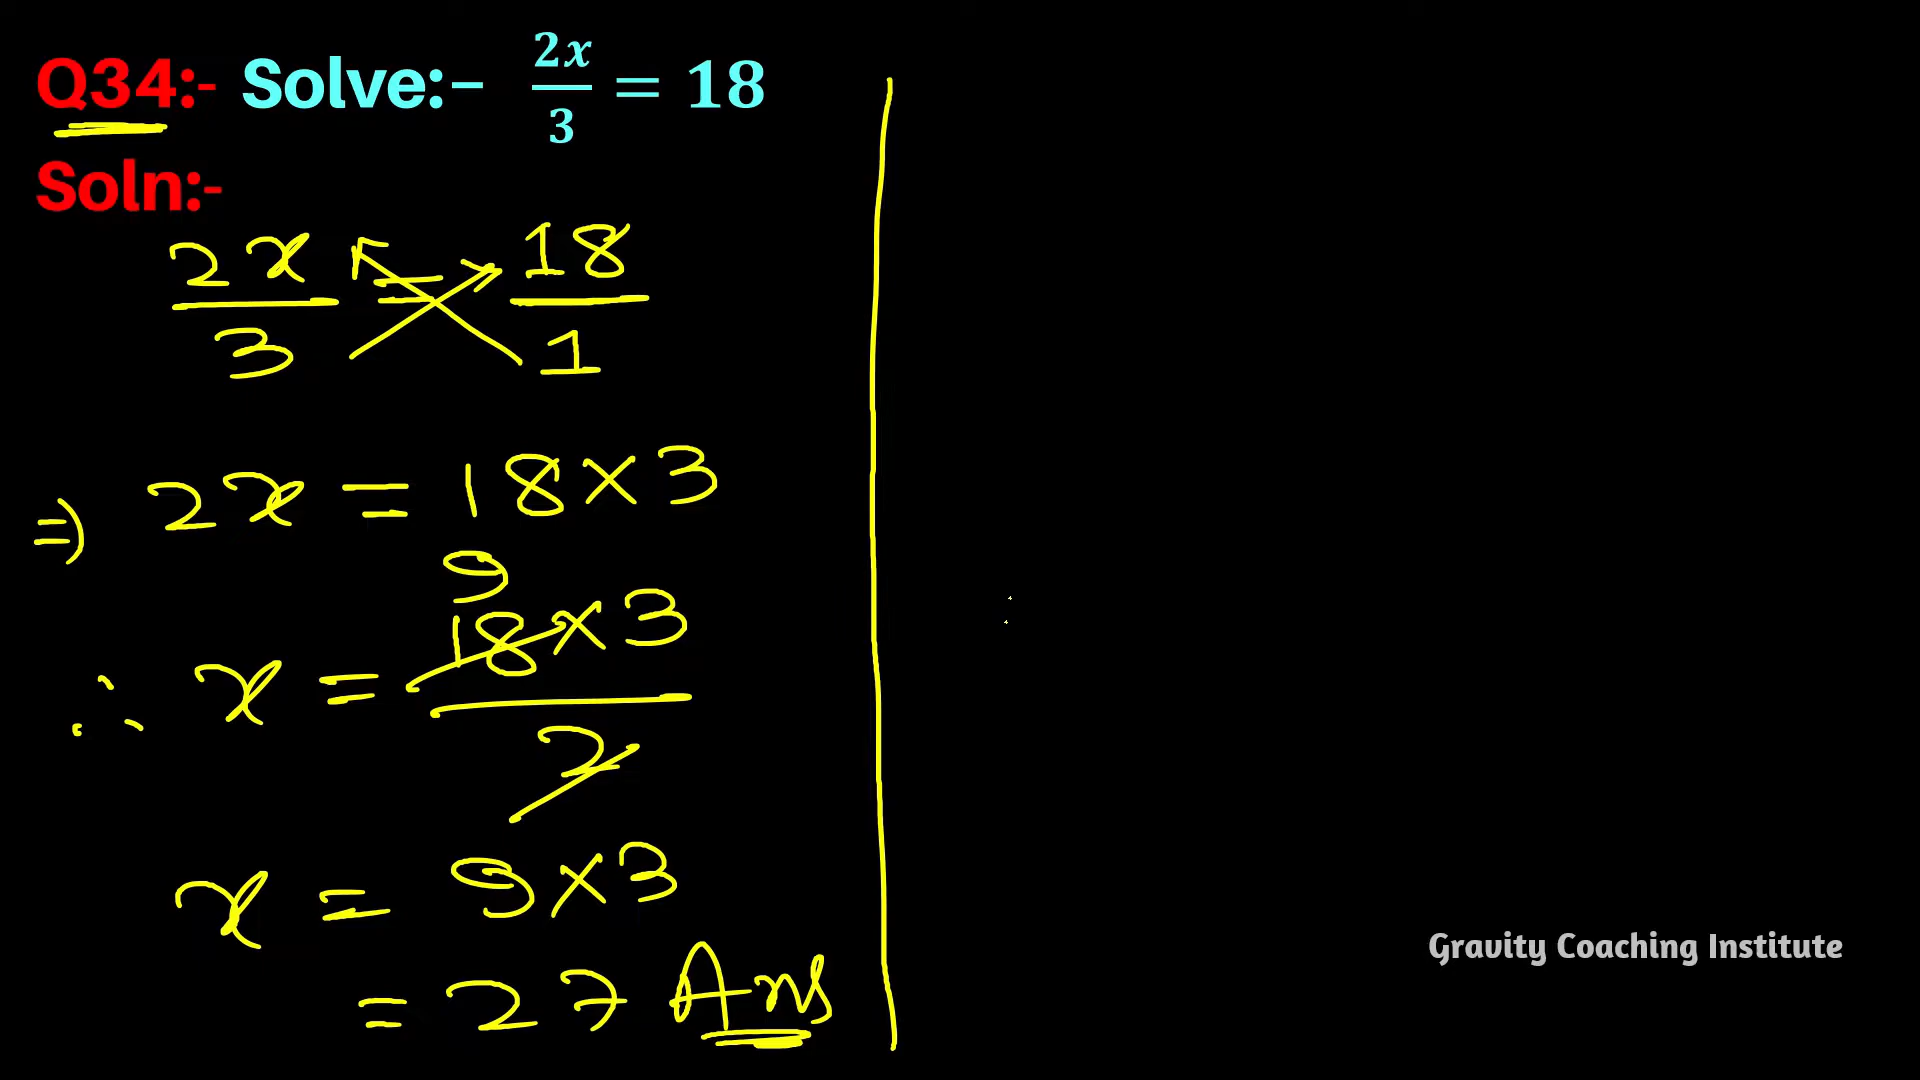 Q34:- Solve:- 2x/3 = 18
Soln:-
2x/3 = 18/1
⇒ 2x = 18×3
9
∴ x = 18×3/2
x = 9×3
= 27 Ans
Gravity Coaching Institute